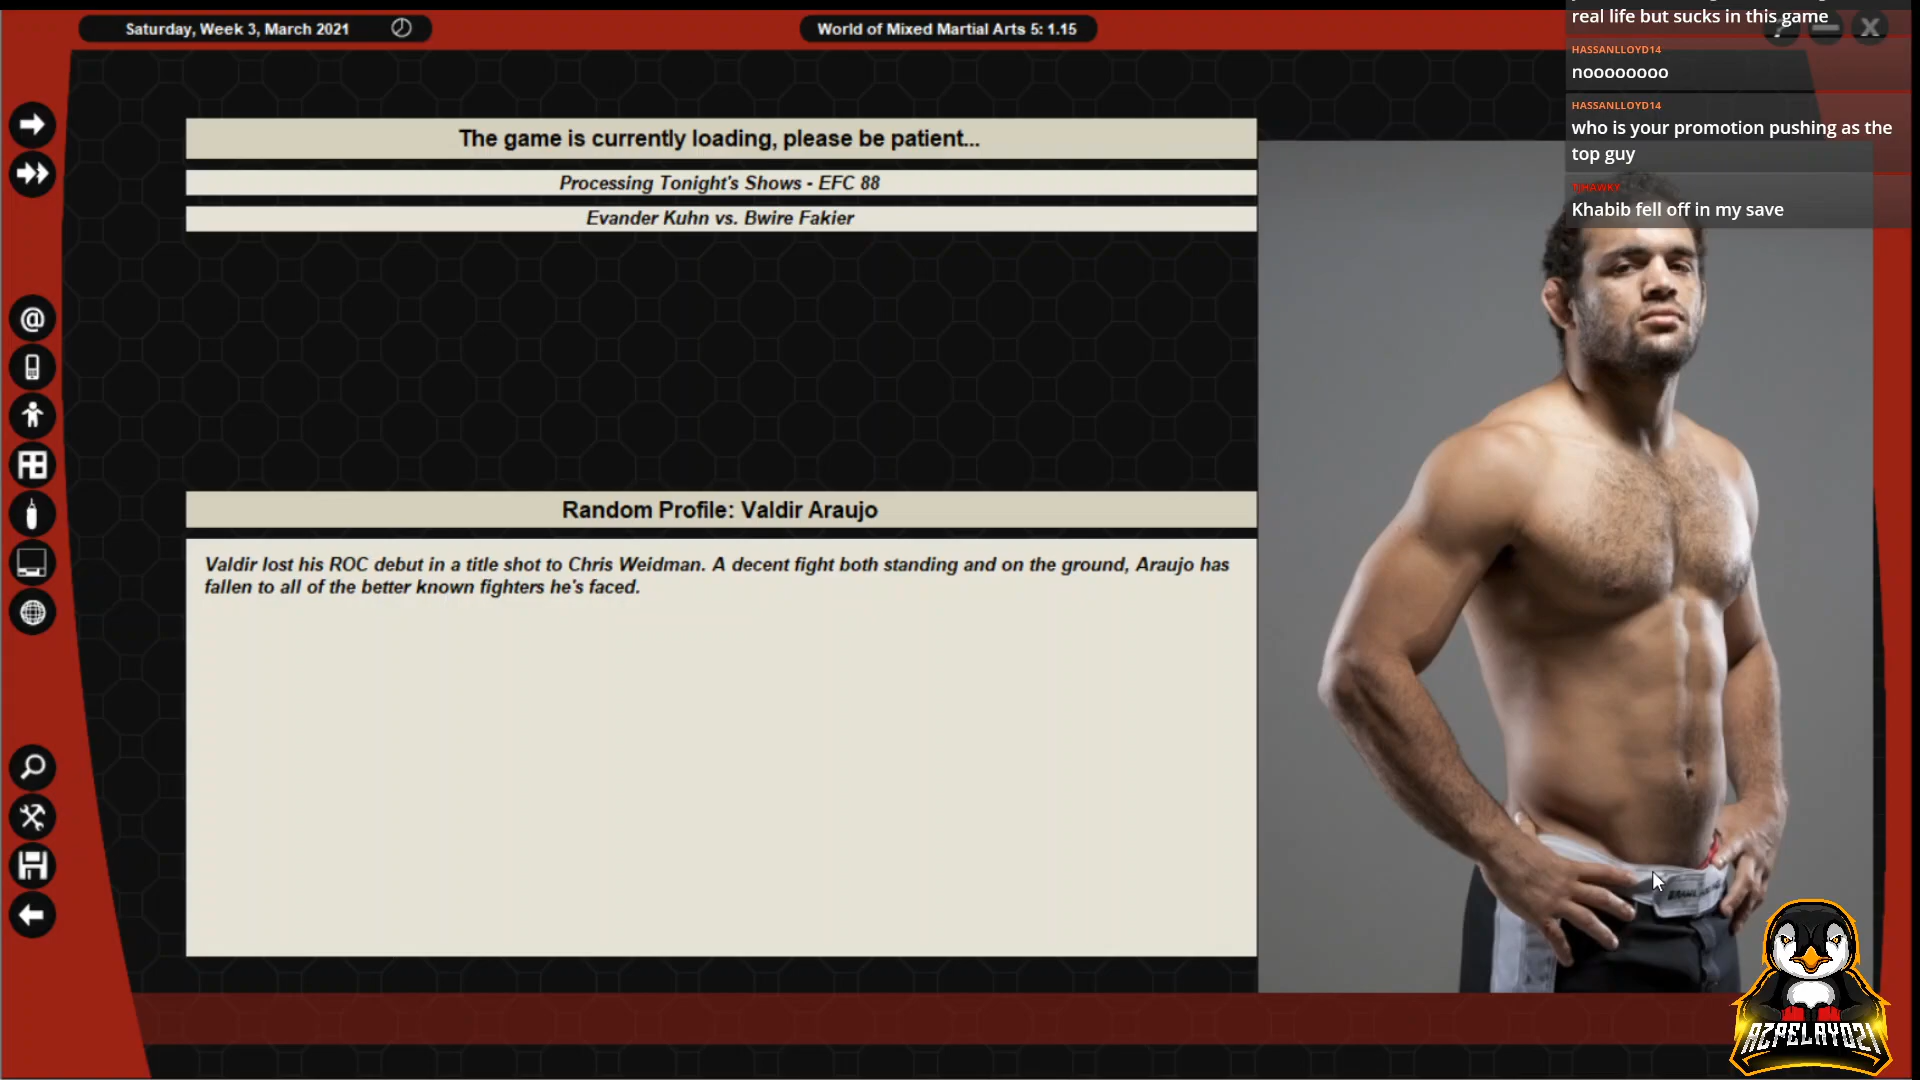 Saturday, Week 3, March 2021
World of Mixed Martial Arts 5: 1.15
real life but sucks in this game
HASSANLLOYD14
noooooooo
HASSANLLOYD14
who is your promotion pushing as the
top guy
Khabib fell off in my save
The game is currently loading, please be patient...
Processing Tonight's Shows - EFC 88
Evander Kuhn vs. Bwire Fakier
Random Profile: Valdir Araujo
Valdir lost his ROC debut in a title shot to Chris Weidman. A decent fight both standing and on the ground, Araujo has
fallen to all of the better known fighters he's faced.
AZPELAYO21